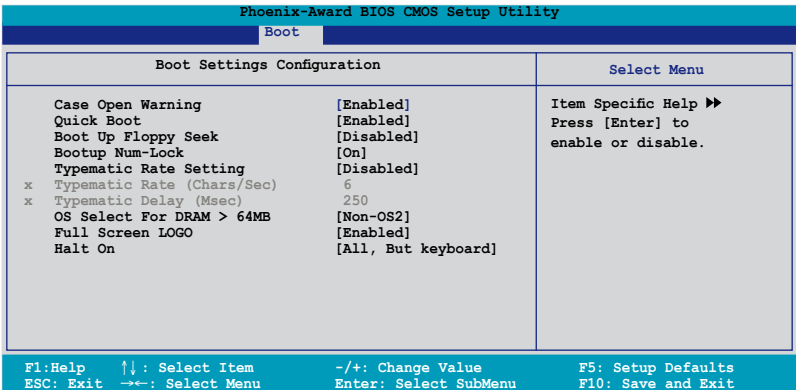 Phoenix-Award BIOS CMOS Setup Utility
Boot
Boot Settings Configuration
Select Menu
Case Open Warning [Enabled]
Quick Boot [Enabled]
Boot Up Floppy Seek [Disabled]
Bootup Num-Lock [On]
Typematic Rate Setting [Disabled]
x Typematic Rate (Chars/Sec) 6
x Typematic Delay (Msec) 250
OS Select For DRAM > 64MB [Non-OS2]
Full Screen LOGO [Enabled]
Halt On [All, But keyboard]
Item Specific Help ▶▶
Press [Enter] to
enable or disable.
F1:Help ↑↓: Select Item -/+: Change Value F5: Setup Defaults
ESC: Exit →←: Select Menu Enter: Select SubMenu F10: Save and Exit